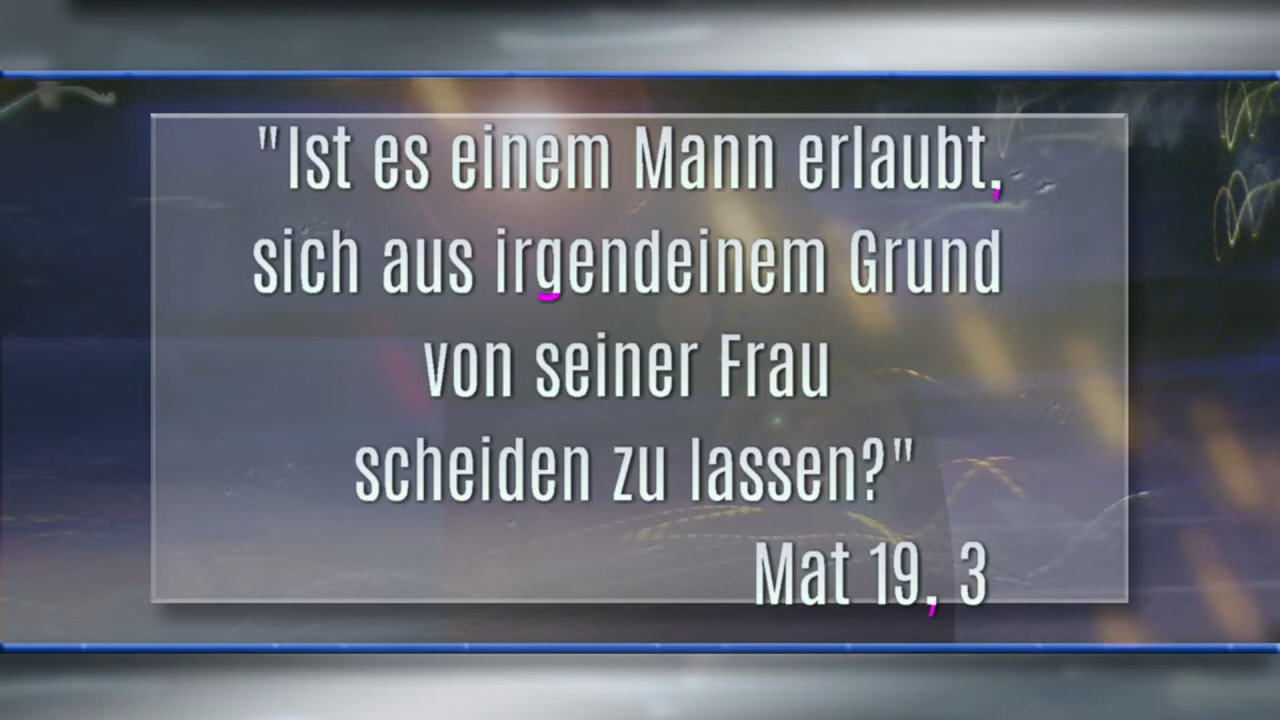 "Ist es einem Mann erlaubt,
sich aus irgendeinem Grund
von seiner Frau
scheiden zu lassen?"
Mat 19, 3